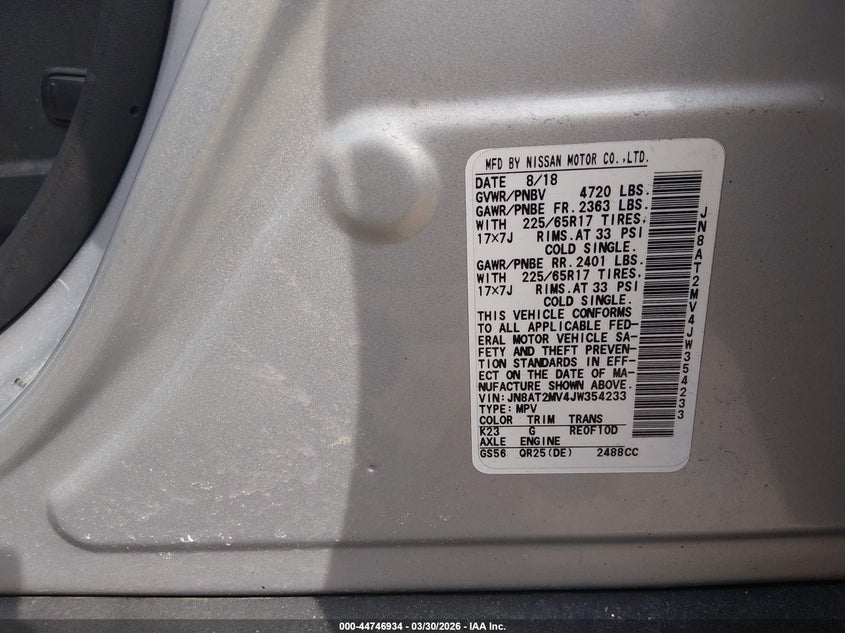 MFD BY NISSAN MOTOR CO.,LTD.
DATE 8/18
GVWR/PNBV 4720 LBS.
GAWR/PNBE FR.2363 LBS.
WITH 225/65R17 TIRES,
17×7J RIMS.AT 33 PSI
COLD SINGLE.
GAWR/PNBE RR.2401 LBS.
WITH 225/65R17 TIRES,
17×7J RIMS.AT 33 PSI
COLD SINGLE.
THIS VEHICLE CONFORMS
TO ALL APPLICABLE FED-
ERAL MOTOR VEHICLE SA-
FETY AND THEFT PREVEN-
TION STANDARDS IN EFF-
ECT ON THE DATE OF MA-
NUFACTURE SHOWN ABOVE.
VIN:JN8AT2MV4JW354233
TYPE:MPV
COLOR TRIM TRANS
K23 G REOF10D
AXLE ENGINE
GS56 QR25(DE) 2488CC
JN8AT2MV4JW354233
000-44746934 - 03/30/2026 - IAA Inc.